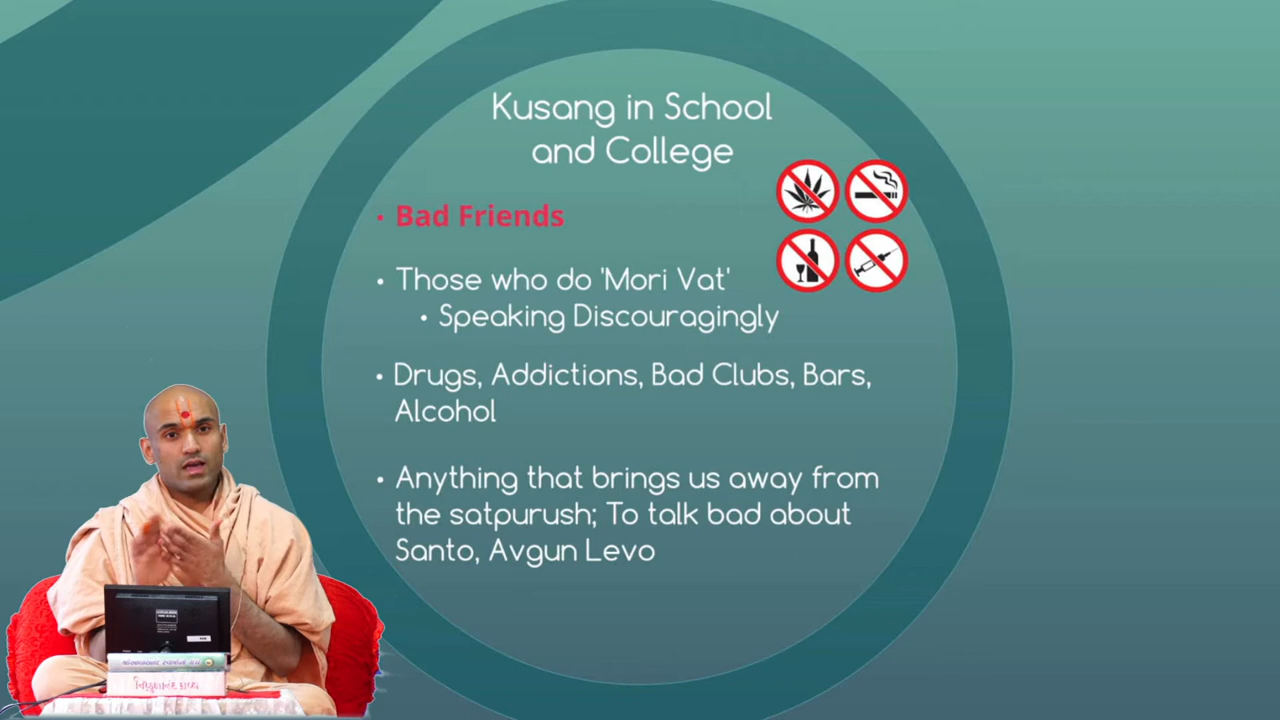 Kusang in School
and College
• Bad Friends
• Those who do 'Mori Vat'
• Speaking Discouragingly
• Drugs, Addictions, Bad Clubs, Bars,
Alcohol
• Anything that brings us away from
the satpurush; To talk bad about
Santo, Avgun Levo